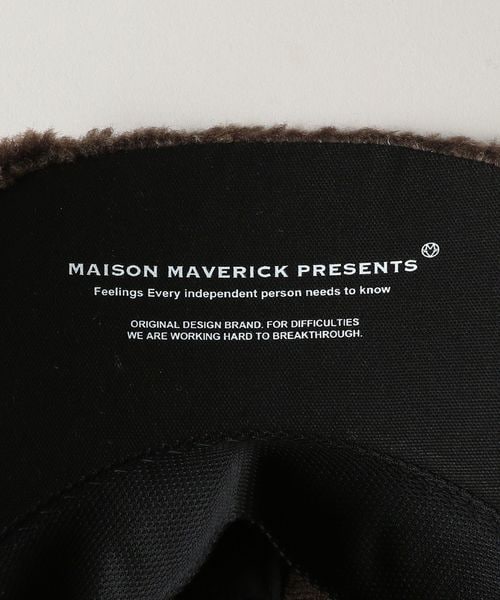 MAISON MAVERICK PRESENTS
Feelings Every independent person needs to know
ORIGINAL DESIGN BRAND. FOR DIFFICULTIES
WE ARE WORKING HARD TO BREAKTHROUGH.